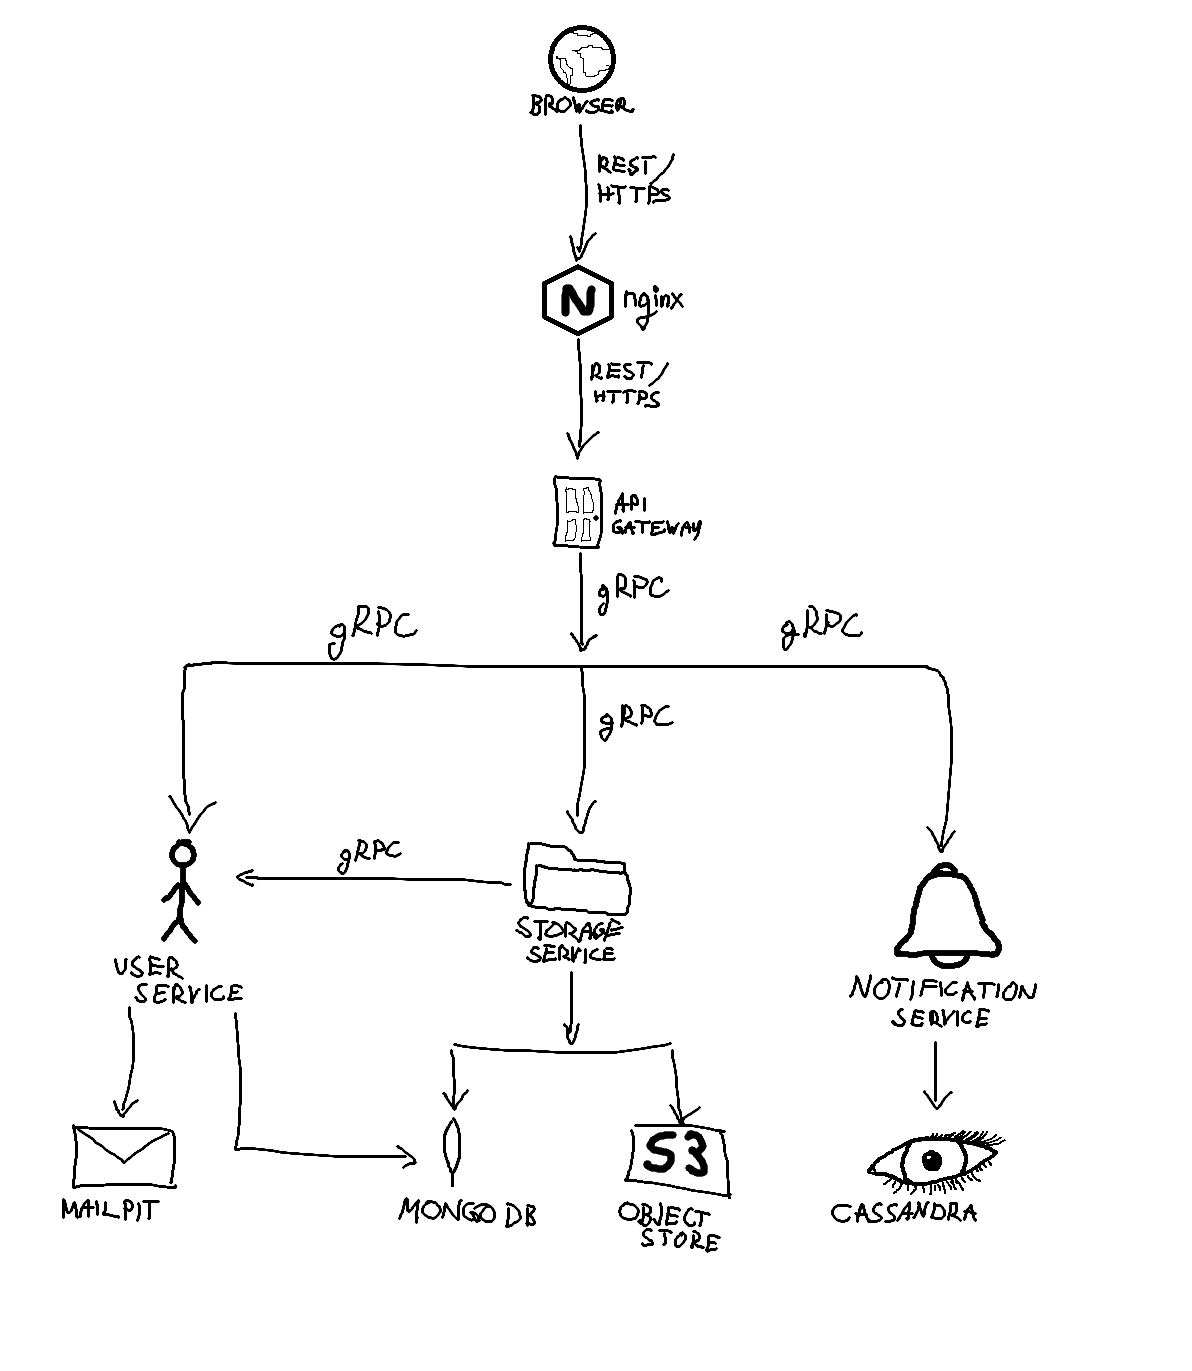 BROWSER
REST/
HTTPS
N
nginx
REST/
HTTPS
API
GATEWAY
gRPC
gRPC
gRPC
gRPC
gRPC
STORAGE
SERVICE
USER
SERVICE
NOTIFICATION
SERVICE
S3
MAILPIT
MONGO DB
OBJECT
STORE
CASSANDRA